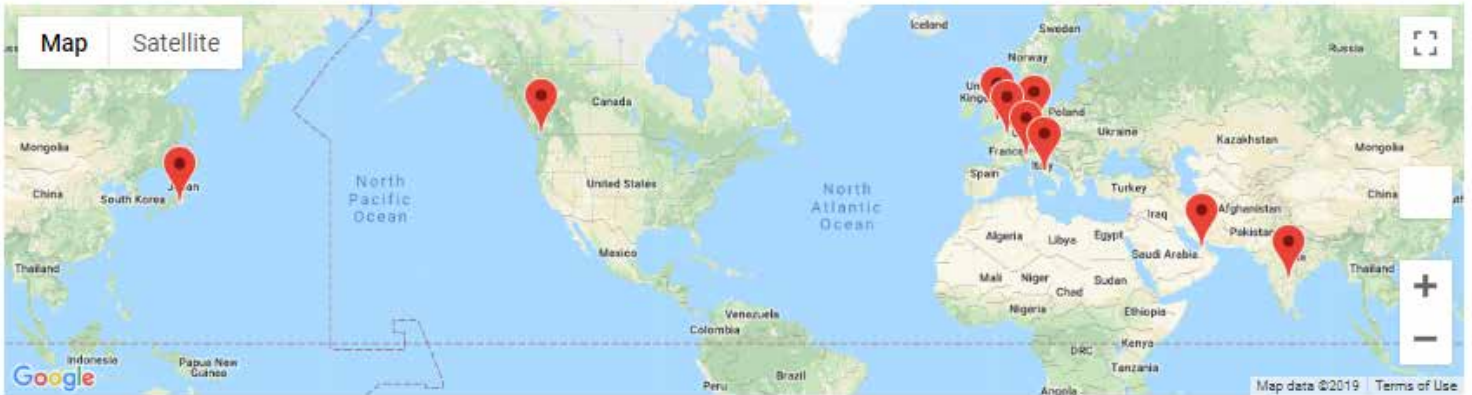 Map Satellite
Iceland
Sweden
Russia
Norway
Canada
Poland
Ukraine
Kazakhstan
Mongolia
Mongolia
France
Spain
Italy
Turkey
China
South Korea
North
Pacific
Ocean
United States
North
Atlantic
Ocean
China
Iraq
Afghanistan
Algeria
Libya
Egypt
Pakistan
Mexico
Saudi Arabia
Thailand
Thailand
Mali
Niger
Chad
Sudan
Nigeria
Ethiopia
Venezuela
Colombia
Indonesia
Papua New
Guinea
DRC
Kenya
Tanzania
Brazil
Peru
Angola
Google
Map data ©2019 Terms of Use